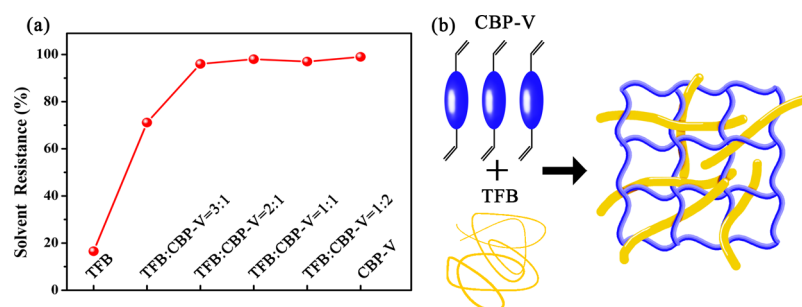 (a)
Solvent Resistance (%)
100
80
60
40
20
0
TFB
TFB:CBP-V=3:1
TFB:CBP-V=2:1
TFB:CBP-V=1:1
TFB:CBP-V=1:2
CBP-V
(b)
CBP-V
+
TFB